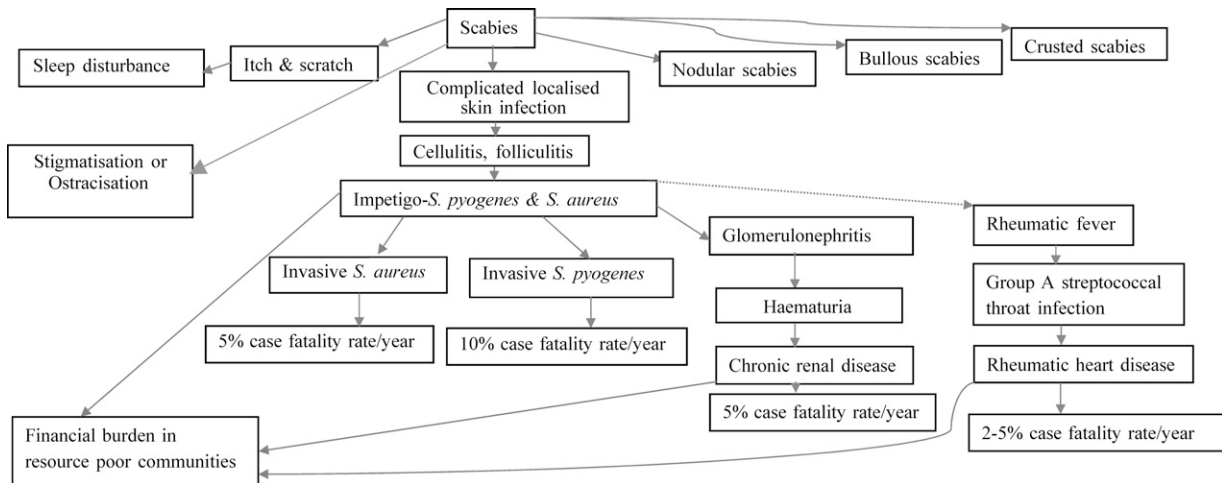 Scabies
Crusted scabies
Bullous scabies
Itch & scratch
Sleep disturbance
Nodular scabies
Complicated localised
skin infection
Cellulitis, folliculitis
Stigmatisation or
Ostracisation
Impetigo-S. pyogenes & S. aureus
Glomerulonephritis
Rheumatic fever
Invasive S. aureus
Invasive S. pyogenes
Group A streptococcal
throat infection
Haematuria
5% case fatality rate/year
10% case fatality rate/year
Chronic renal disease
Rheumatic heart disease
5% case fatality rate/year
2-5% case fatality rate/year
Financial burden in
resource poor communities